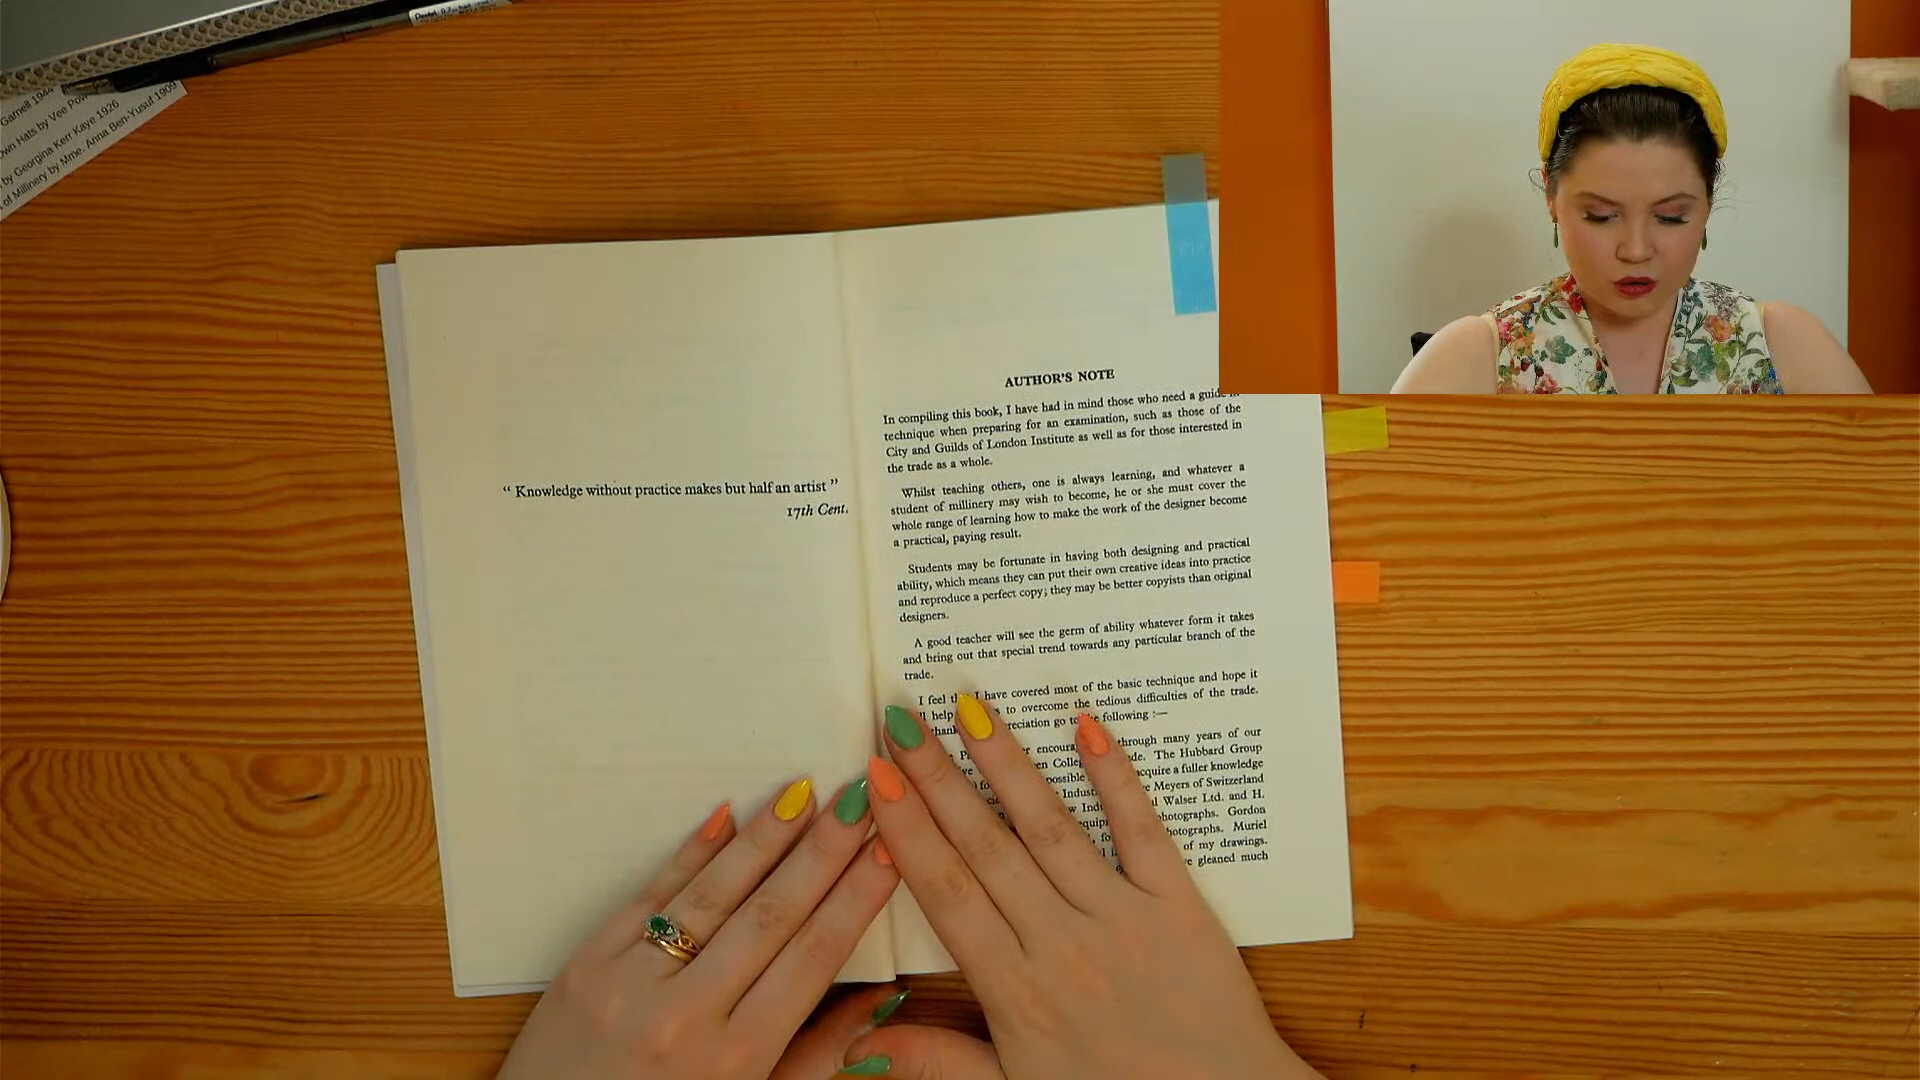 Pentel 0.7
Garnell 1944
own Hats by Vee Pow
by Georgina Kerr Kaye 1926
of Millinery by Mme. Anna Ben-Yusuf 1909
“ Knowledge without practice makes but half an artist ”
17th Cent.
AUTHOR'S NOTE
In compiling this book, I have had in mind those who need a guide
technique when preparing for an examination, such as those of the
City and Guilds of London Institute as well as for those interested in
the trade as a whole.
Whilst teaching others, one is always learning, and whatever a
student of millinery may wish to become, he or she must cover the
whole range of learning how to make the work of the designer become
a practical, paying result.
Students may be fortunate in having both designing and practical
ability, which means they can put their own creative ideas into practice
and reproduce a perfect copy; they may be better copyists than original
designers.
A good teacher will see the germ of ability whatever form it takes
and bring out that special trend towards any particular branch of the
trade.
I feel I have covered most of the basic technique and hope it
help to overcome the tedious difficulties of the trade.
go following :—
through many years of our
The Hubbard Group
possible acquire a fuller knowledge
Meyers of Switzerland
Walser Ltd. and H.
photographs. Gordon
photographs. Muriel
of my drawings.
gleaned much